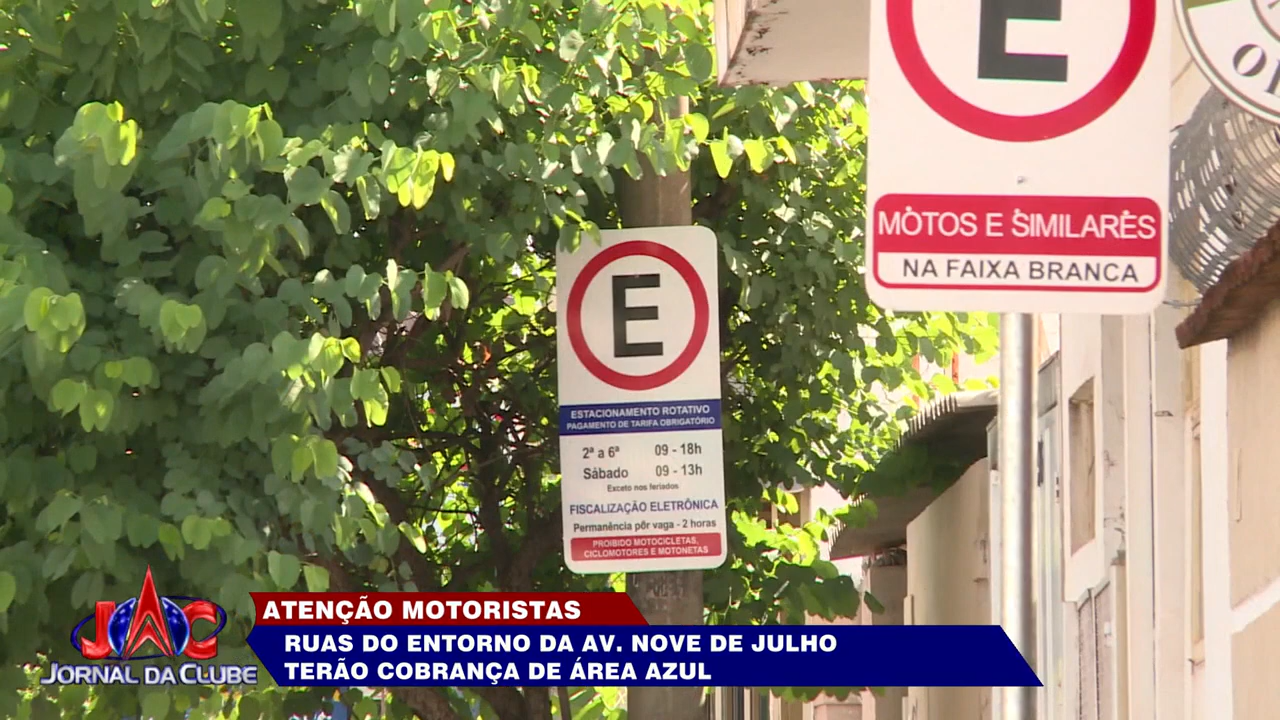 E
MOTOS E SIMILARES
NA FAIXA BRANCA
E
ESTACIONAMENTO ROTATIVO
PAGAMENTO DE TARIFA OBRIGATÓRIO
2ª a 6ª 09 - 18h
Sábado 09 - 13h
Exceto nos feriados
FISCALIZAÇÃO ELETRÔNICA
Permanência por vaga - 2 horas
PROIBIDO MOTOCICLETAS,
CICLOMOTORES E MOTONETAS
ATENÇÃO MOTORISTAS
RUAS DO ENTORNO DA AV. NOVE DE JULHO
TERÃO COBRANÇA DE ÁREA AZUL
JAC
JORNAL DA CLUBE